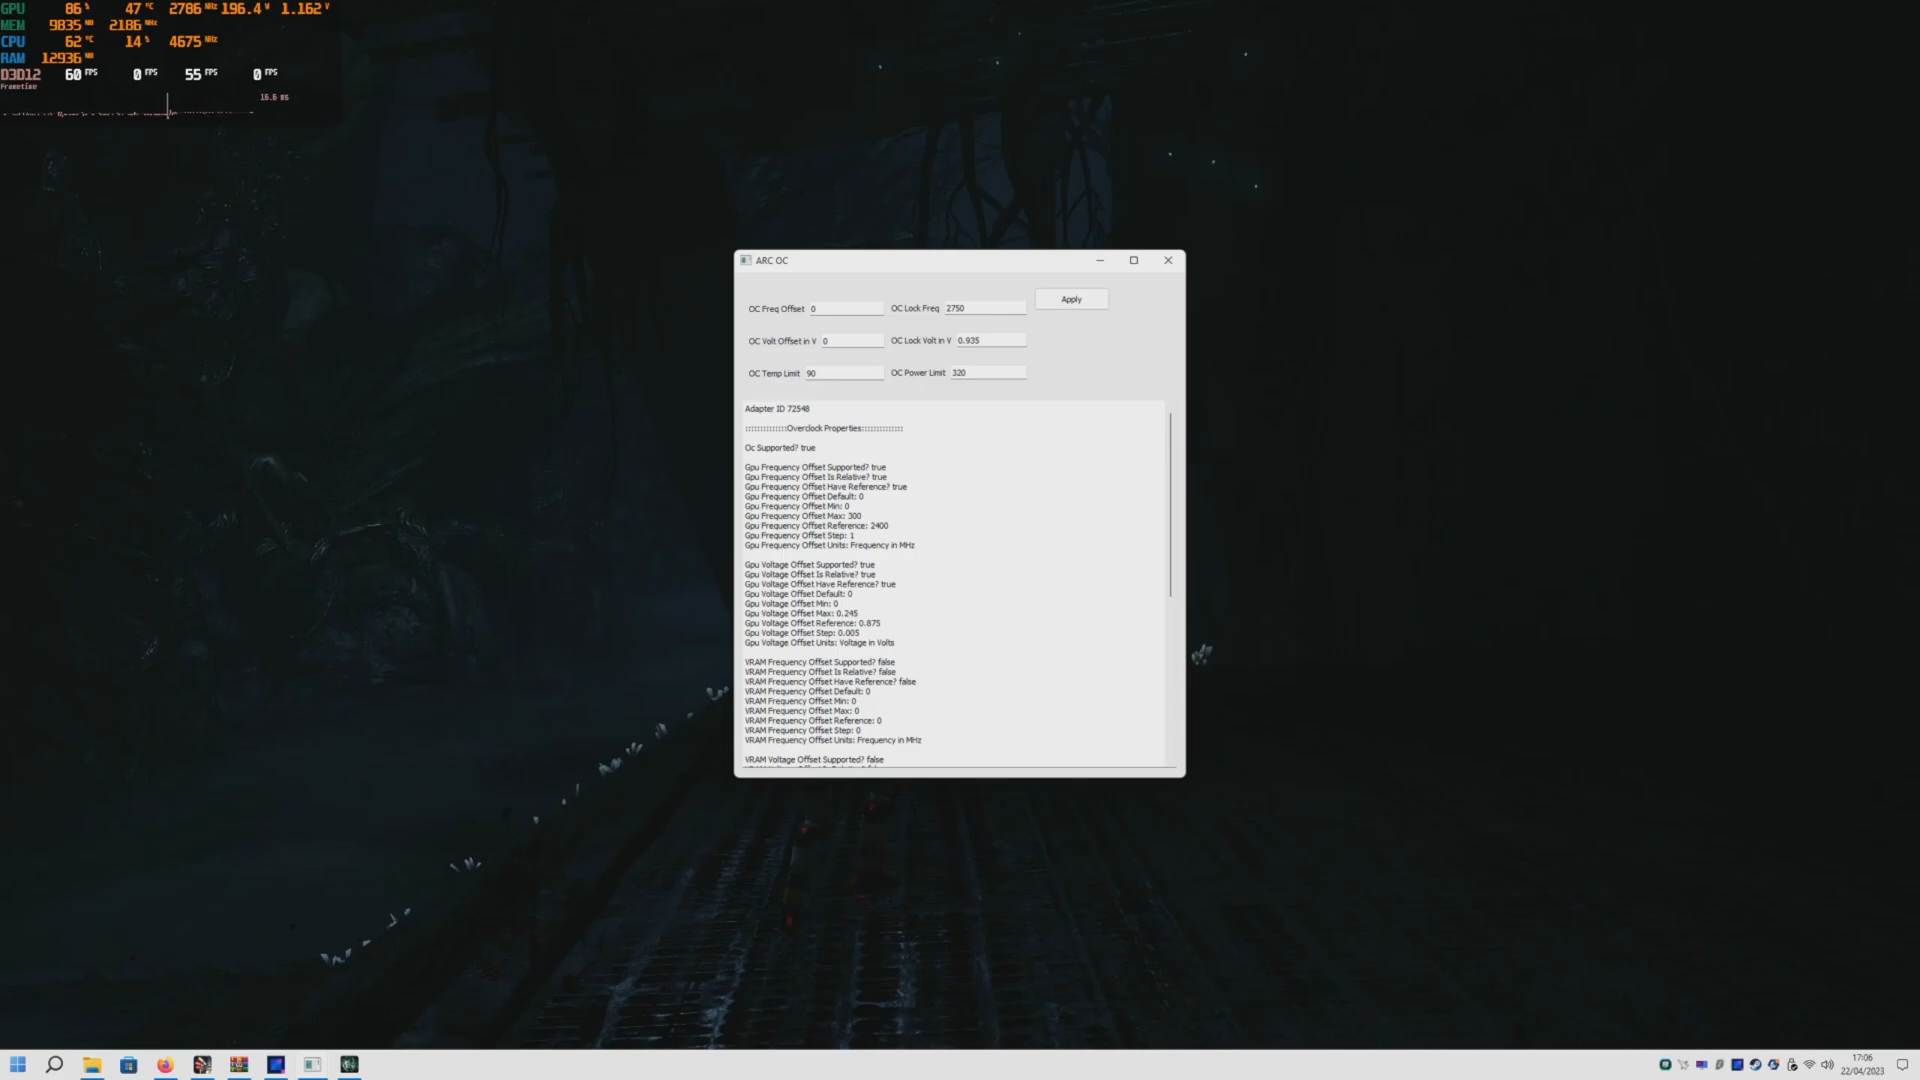 GPU 86 % 47 °C 2786 MHz 196.4 W 1.162 V
MEM 9835 MB 2186 MHz
CPU 62 °C 14 % 4675 MHz
RAM 12936 MB
D3D12 60 FPS 0 FPS 55 FPS 0 FPS
Frametime
16.6 ms
ARC OC
OC Freq Offset 0 OC Lock Freq 2750 Apply
OC Volt Offset in V 0 OC Lock Volt in V 0.935
OC Temp Limit 90 OC Power Limit 320
Adapter ID 72548
::::::::::::::Overclock Properties::::::::::::::
Oc Supported? true
Gpu Frequency Offset Supported? true
Gpu Frequency Offset Is Relative? true
Gpu Frequency Offset Have Reference? true
Gpu Frequency Offset Default: 0
Gpu Frequency Offset Min: 0
Gpu Frequency Offset Max: 300
Gpu Frequency Offset Reference: 2400
Gpu Frequency Offset Step: 1
Gpu Frequency Offset Units: Frequency in MHz
Gpu Voltage Offset Supported? true
Gpu Voltage Offset Is Relative? true
Gpu Voltage Offset Have Reference? true
Gpu Voltage Offset Default: 0
Gpu Voltage Offset Min: 0
Gpu Voltage Offset Max: 0.245
Gpu Voltage Offset Reference: 0.875
Gpu Voltage Offset Step: 0.005
Gpu Voltage Offset Units: Voltage in Volts
VRAM Frequency Offset Supported? false
VRAM Frequency Offset Is Relative? false
VRAM Frequency Offset Have Reference? false
VRAM Frequency Offset Default: 0
VRAM Frequency Offset Min: 0
VRAM Frequency Offset Max: 0
VRAM Frequency Offset Reference: 0
VRAM Frequency Offset Step: 0
VRAM Frequency Offset Units: Frequency in MHz
VRAM Voltage Offset Supported? false
17:06
22/04/2023